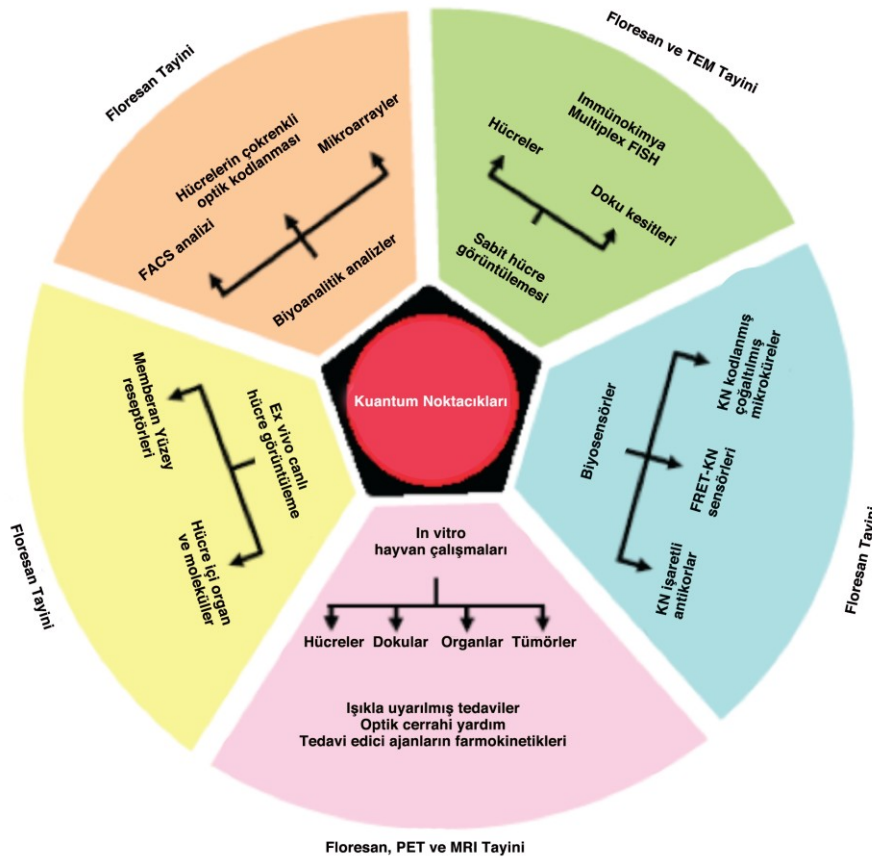 Floresan Tayini
Mikroarrayler
Hücrelerin çokrenkli
optik kodlanması
FACS analizi
Biyoanalitik analizler
Floresan ve TEM Tayini
Immünokimya
Multiplex FISH
Hücreler
Doku kesitleri
Sabit hücre
görüntülemesi
Floresan Tayini
KN kodlanmış
çoğaltılmış
mikroküreler
Biyosensörler
FRET-KN
sensörleri
KN işaretli
antikorlar
Kuantum Noktacıkları
Floresan Tayini
Memberan Yüzey
reseptörleri
Ex vivo canlı
hücre görüntüleme
Hücre içi organ
ve moleküller
In vitro
hayvan çalışmaları
Hücreler Dokular Organlar Tümörler
Işıkla uyarılmış tedaviler
Optik cerrahi yardım
Tedavi edici ajanların farmokinetikleri
Floresan, PET ve MRI Tayini